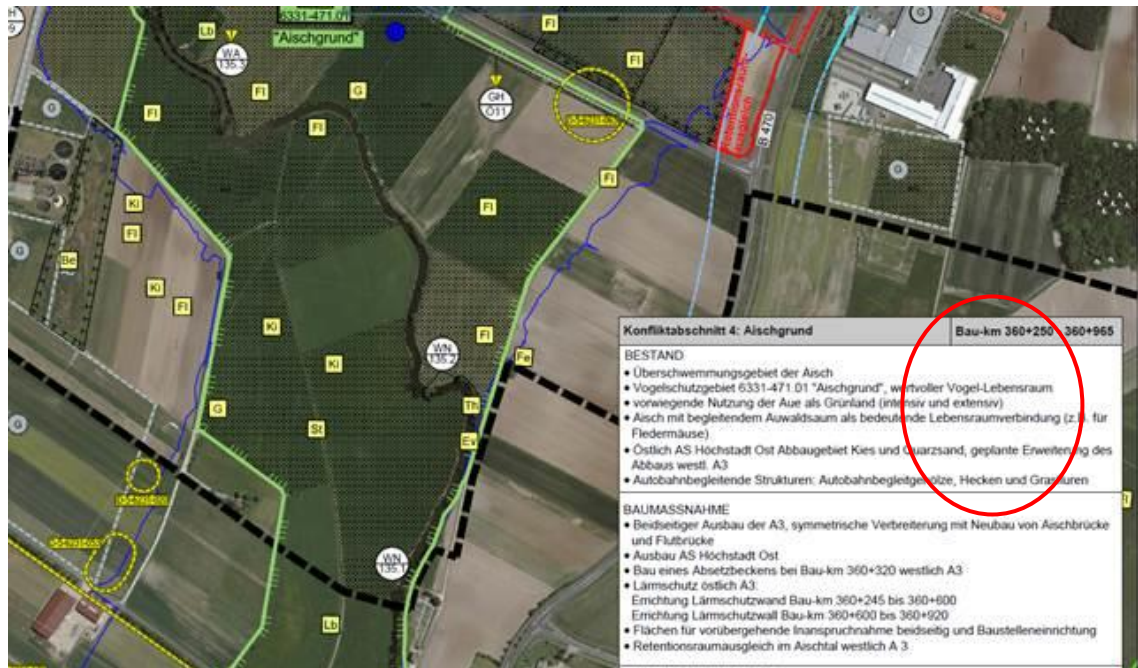 6331-471.01
"Aischgrund"
Lb
WA
135.3
Fl
G
Fl
Fl
Fl
Fl
GH
O11
B 470
G
G
G
Fl
Fl
Ki
Fl
Be
Ki
Fl
G
Ki
Ki
Fl
WN
135.2
Fe
Th
G
St
Ev
G
WN
135.1
Lb
Konfliktabschnitt 4: Aischgrund
Bau-km 360+250 - 360+965
BESTAND
• Überschwemmungsgebiet der Aisch
• Vogelschutzgebiet 6331-471.01 "Aischgrund", wertvoller Vogel-Lebensraum
• vorwiegende Nutzung der Aue als Grünland (intensiv und extensiv)
• Aisch mit begleitendem Auwaldsaum als bedeutende Lebensraumverbindung (z.B. für
Fledermäuse)
• Östlich AS Höchstadt Ost Abbaugebiet Kies und Quarzsand, geplante Erweiterung des
Abbaus westl. A3
• Autobahnbegleitende Strukturen: Autobahnbegleitgehölze, Hecken und Grasfluren
BAUMASSNAHME
• Beidseitiger Ausbau der A3, symmetrische Verbreiterung mit Neubau von Aischbrücke
und Flutbrücke
• Ausbau AS Höchstadt Ost
• Bau eines Absetzbeckens bei Bau-km 360+320 westlich A3
• Lärmschutz östlich A3:
Errichtung Lärmschutzwand Bau-km 360+245 bis 360+600
Errichtung Lärmschutzwall Bau-km 360+600 bis 360+920
• Flächen für vorübergehende Inanspruchnahme beidseitig und Baustelleneinrichtung
• Retentionsraumausgleich im Aischtal westlich A 3